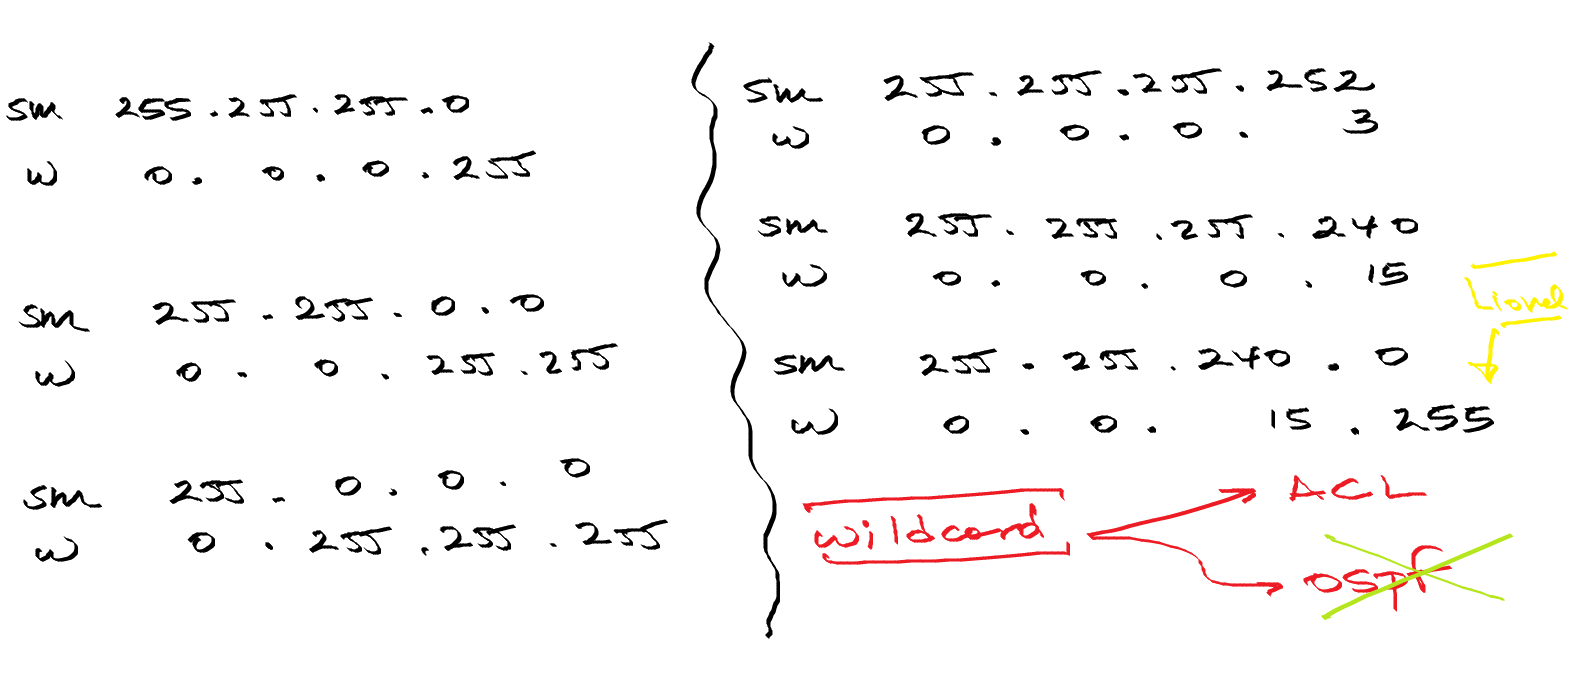 sm 255.255.255.0
w 0.0.0.255
sm 255.255.0.0
w 0.0.255.255
sm 255.0.0.0
w 0.255.255.255
sm 255.255.255.252
w 0.0.0.3
sm 255.255.255.240
w 0.0.0.15
Lionel
sm 255.255.240.0
w 0.0.15.255
wildcard
ACL
OSPF